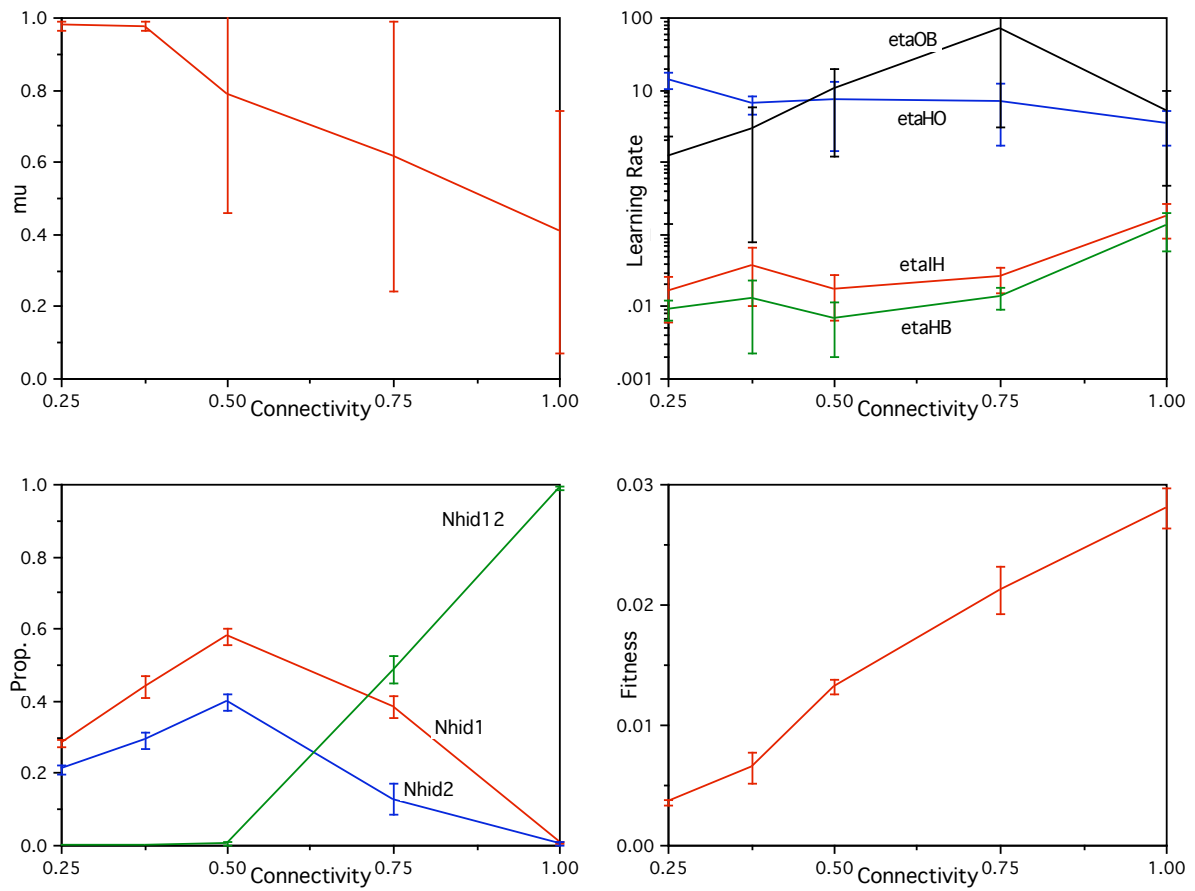 1.0
0.8
0.6
0.4
0.2
0.0
mu
0.25
0.50
0.75
1.00
Connectivity
100
10
.01
.001
Learning Rate
etaOB
etaHO
etaIH
etaHB
0.25
0.50
0.75
1.00
Connectivity
1.0
0.8
0.6
0.4
0.2
0.0
Prop.
Nhid12
Nhid1
Nhid2
0.25
0.50
0.75
1.00
Connectivity
0.03
0.02
0.01
0.00
Fitness
0.25
0.50
0.75
1.00
Connectivity